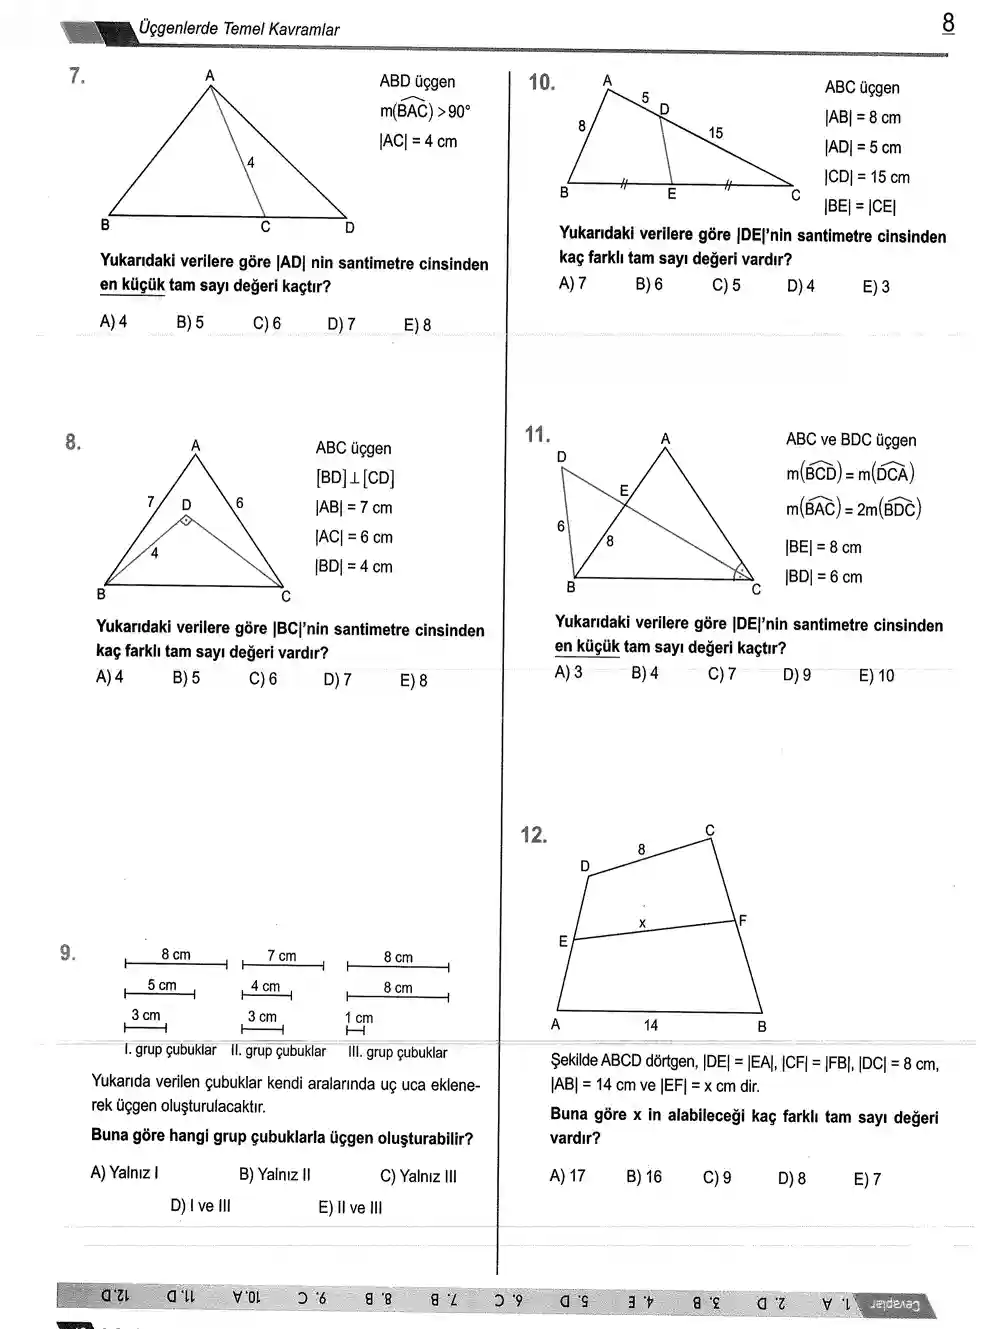 Üçgenlerde Temel Kavramlar
8
7.
A
4
B
C
D
ABD üçgen
m(BAC) > 90°
|AC| = 4 cm
Yukarıdaki verilere göre |AD| nin santimetre cinsinden
en küçük tam sayı değeri kaçtır?
A) 4 B) 5 C) 6 D) 7 E) 8
8.
A
7
D
6
4
B
C
ABC üçgen
[BD] ⊥ [CD]
|AB| = 7 cm
|AC| = 6 cm
|BD| = 4 cm
Yukarıdaki verilere göre |BC|'nin santimetre cinsinden
kaç farklı tam sayı değeri vardır?
A) 4 B) 5 C) 6 D) 7 E) 8
9.
8 cm 7 cm 8 cm
5 cm 4 cm 8 cm
3 cm 3 cm 1 cm
I. grup çubuklar II. grup çubuklar III. grup çubuklar
Yukarıda verilen çubuklar kendi aralarında uç uca eklene-
rek üçgen oluşturulacaktır.
Buna göre hangi grup çubuklarla üçgen oluşturabilir?
A) Yalnız I B) Yalnız II C) Yalnız III
D) I ve III E) II ve III
10.
A
5
D
8
15
B
E
C
ABC üçgen
|AB| = 8 cm
|AD| = 5 cm
|CD| = 15 cm
|BE| = |CE|
Yukarıdaki verilere göre |DE|'nin santimetre cinsinden
kaç farklı tam sayı değeri vardır?
A) 7 B) 6 C) 5 D) 4 E) 3
11.
A
D
E
6
8
B
C
ABC ve BDC üçgen
m(BCD) = m(DCA)
m(BAC) = 2m(BDC)
|BE| = 8 cm
|BD| = 6 cm
Yukarıdaki verilere göre |DE|'nin santimetre cinsinden
en küçük tam sayı değeri kaçtır?
A) 3 B) 4 C) 7 D) 9 E) 10
12.
C
8
D
x
F
E
A
14
B
Şekilde ABCD dörtgen, |DE| = |EA|, |CF| = |FB|, |DC| = 8 cm,
|AB| = 14 cm ve |EF| = x cm dir.
Buna göre x in alabileceği kaç farklı tam sayı değeri
vardır?
A) 17 B) 16 C) 9 D) 8 E) 7
Cevaplar 1. A 2. D 3. B 4. E 5. D 6. C 7. B 8. B 9. C 10. A 11. D 12. D